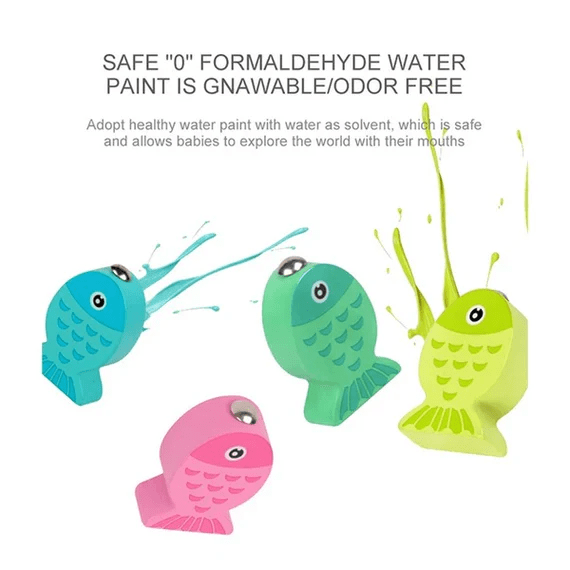 SAFE "0" FORMALDEHYDE WATER
PAINT IS GNAWABLE/ODOR FREE
Adopt healthy water paint with water as solvent, which is safe
and allows babies to explore the world with their mouths